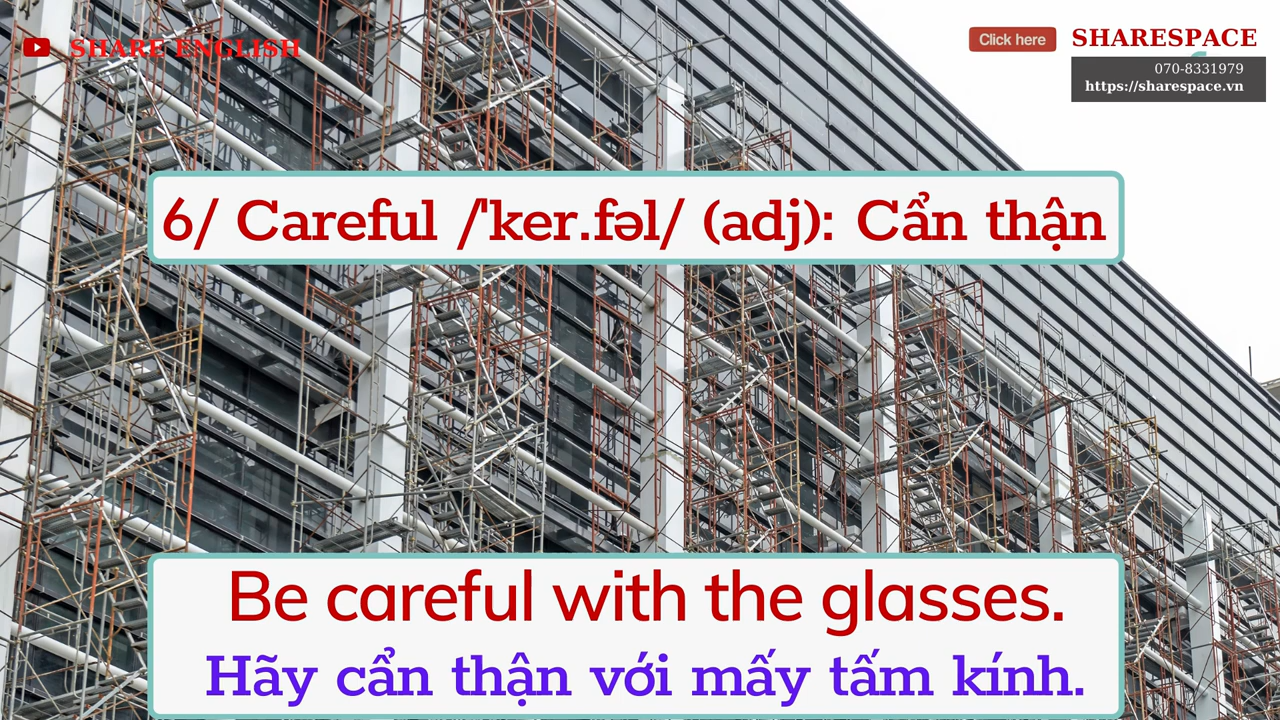 SHARE ENGLISH
Click here
SHARESPACE
070-8331979
https://sharespace.vn
6/ Careful /'ker.fəl/ (adj): Cẩn thận
Be careful with the glasses.
Hãy cẩn thận với mấy tấm kính.